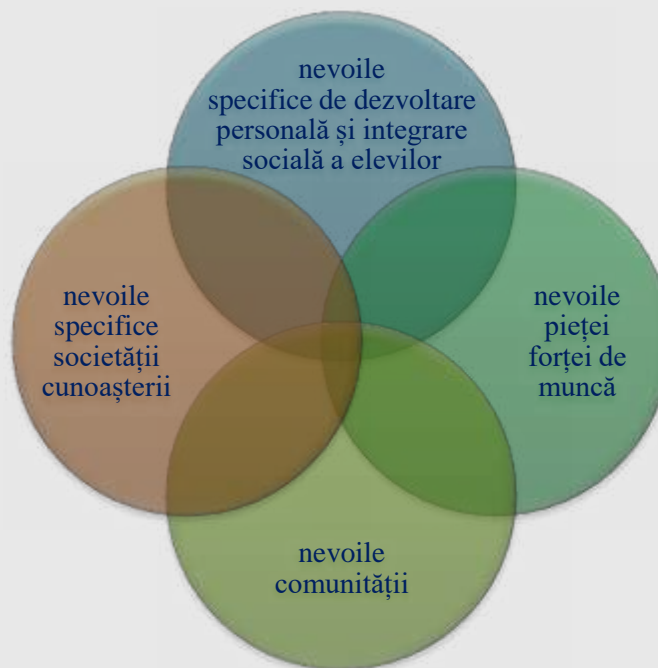 nevoile
specifice de dezvoltare
personală și integrare
socială a elevilor
nevoile
specifice
societății
cunoașterii
nevoile
pieței
forței de
muncă
nevoile
comunității